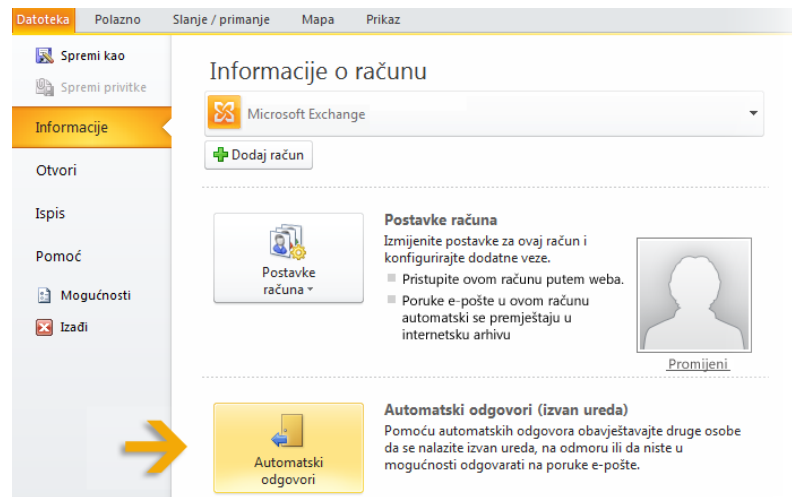 Datoteka Polazno Slanje / primanje Mapa Prikaz
Spremi kao
Spremi privitke
Informacije
Otvori
Ispis
Pomoć
Mogućnosti
Izađi
Informacije o računu
Microsoft Exchange
Dodaj račun
Postavke
računa
Postavke računa
Izmijenite postavke za ovaj račun i
konfigurirajte dodatne veze.
Pristupite ovom računu putem weba.
Poruke e-pošte u ovom računu
automatski se premještaju u
internetsku arhivu
Promijeni
Automatski
odgovori
Automatski odgovori (izvan ureda)
Pomoću automatskih odgovora obavještavajte druge osobe
da se nalazite izvan ureda, na odmoru ili da niste u
mogućnosti odgovarati na poruke e-pošte.